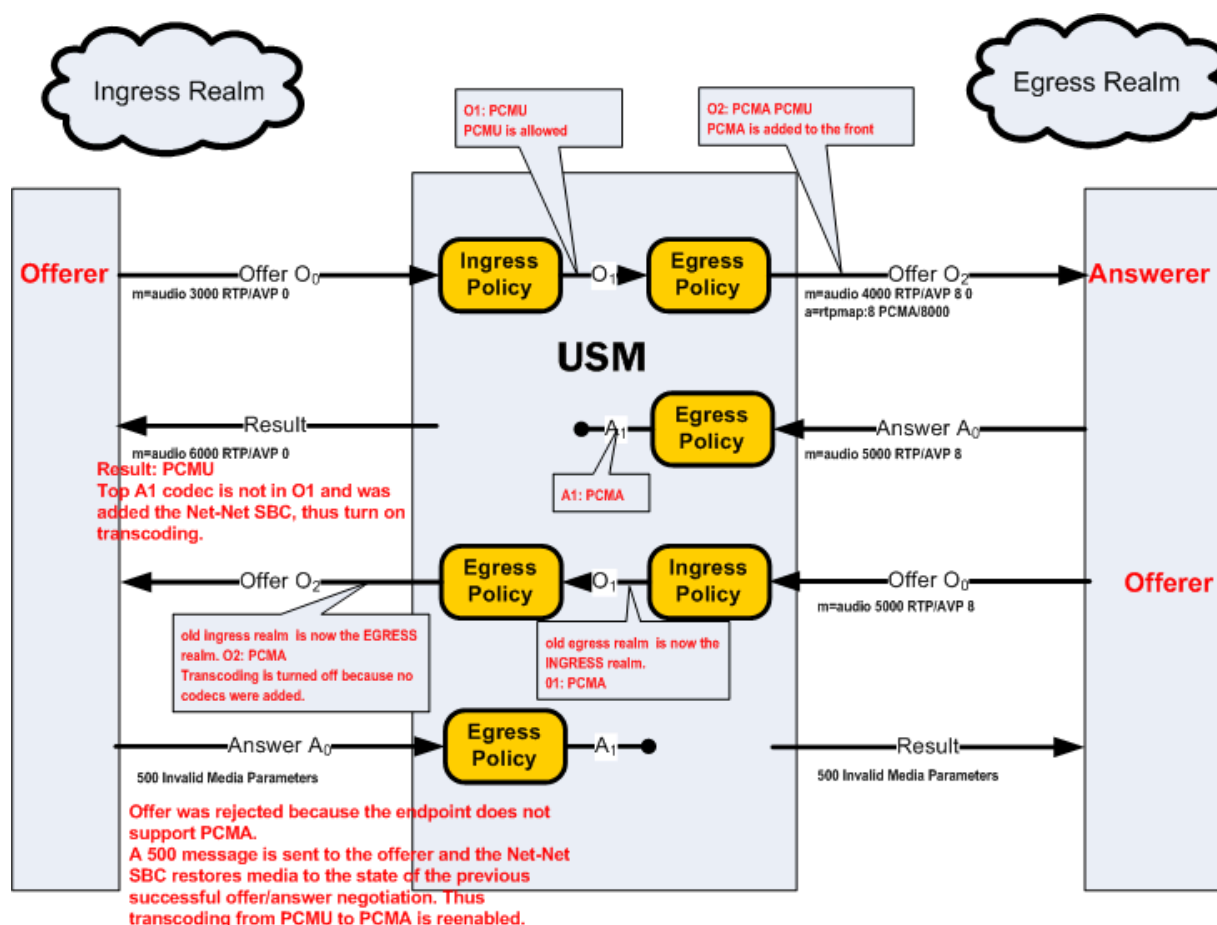 Ingress Realm
Egress Realm
O1: PCMU
PCMU is allowed
O2: PCMA PCMU
PCMA is added to the front
Offerer
Offer O0
m=audio 3000 RTP/AVP 0
Ingress
Policy
O1
Egress
Policy
Offer O2
m=audio 4000 RTP/AVP 8 0
a=rtpmap:8 PCMA/8000
Answerer
USM
Result
m=audio 6000 RTP/AVP 0
Result: PCMU
Top A1 codec is not in O1 and was
added the Net-Net SBC, thus turn on
transcoding.
A1
Egress
Policy
Answer A0
m=audio 5000 RTP/AVP 8
A1: PCMA
Offer O2
Egress
Policy
O1
Ingress
Policy
Offer O0
m=audio 5000 RTP/AVP 8
Offerer
old ingress realm is now the EGRESS
realm. O2: PCMA
Transcoding is turned off because no
codecs were added.
old egress realm is now the
INGRESS realm.
01: PCMA
Answer A0
500 Invalid Media Parameters
Egress
Policy
A1
Result
500 Invalid Media Parameters
Offer was rejected because the endpoint does not
support PCMA.
A 500 message is sent to the offerer and the Net-Net
SBC restores media to the state of the previous
successful offer/answer negotiation. Thus
transcoding from PCMU to PCMA is reenabled.